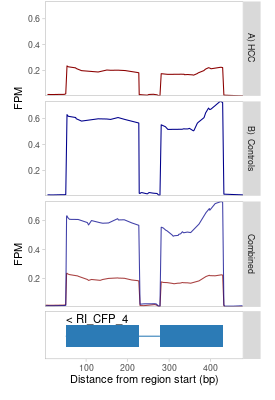 0.6
0.4
0.2
A) HCC
FPM
0.6
0.4
0.2
B) Controls
0.6
0.4
0.2
Combined
FPM
< RI_CFP_4
100 200 300 400
Distance from region start (bp)